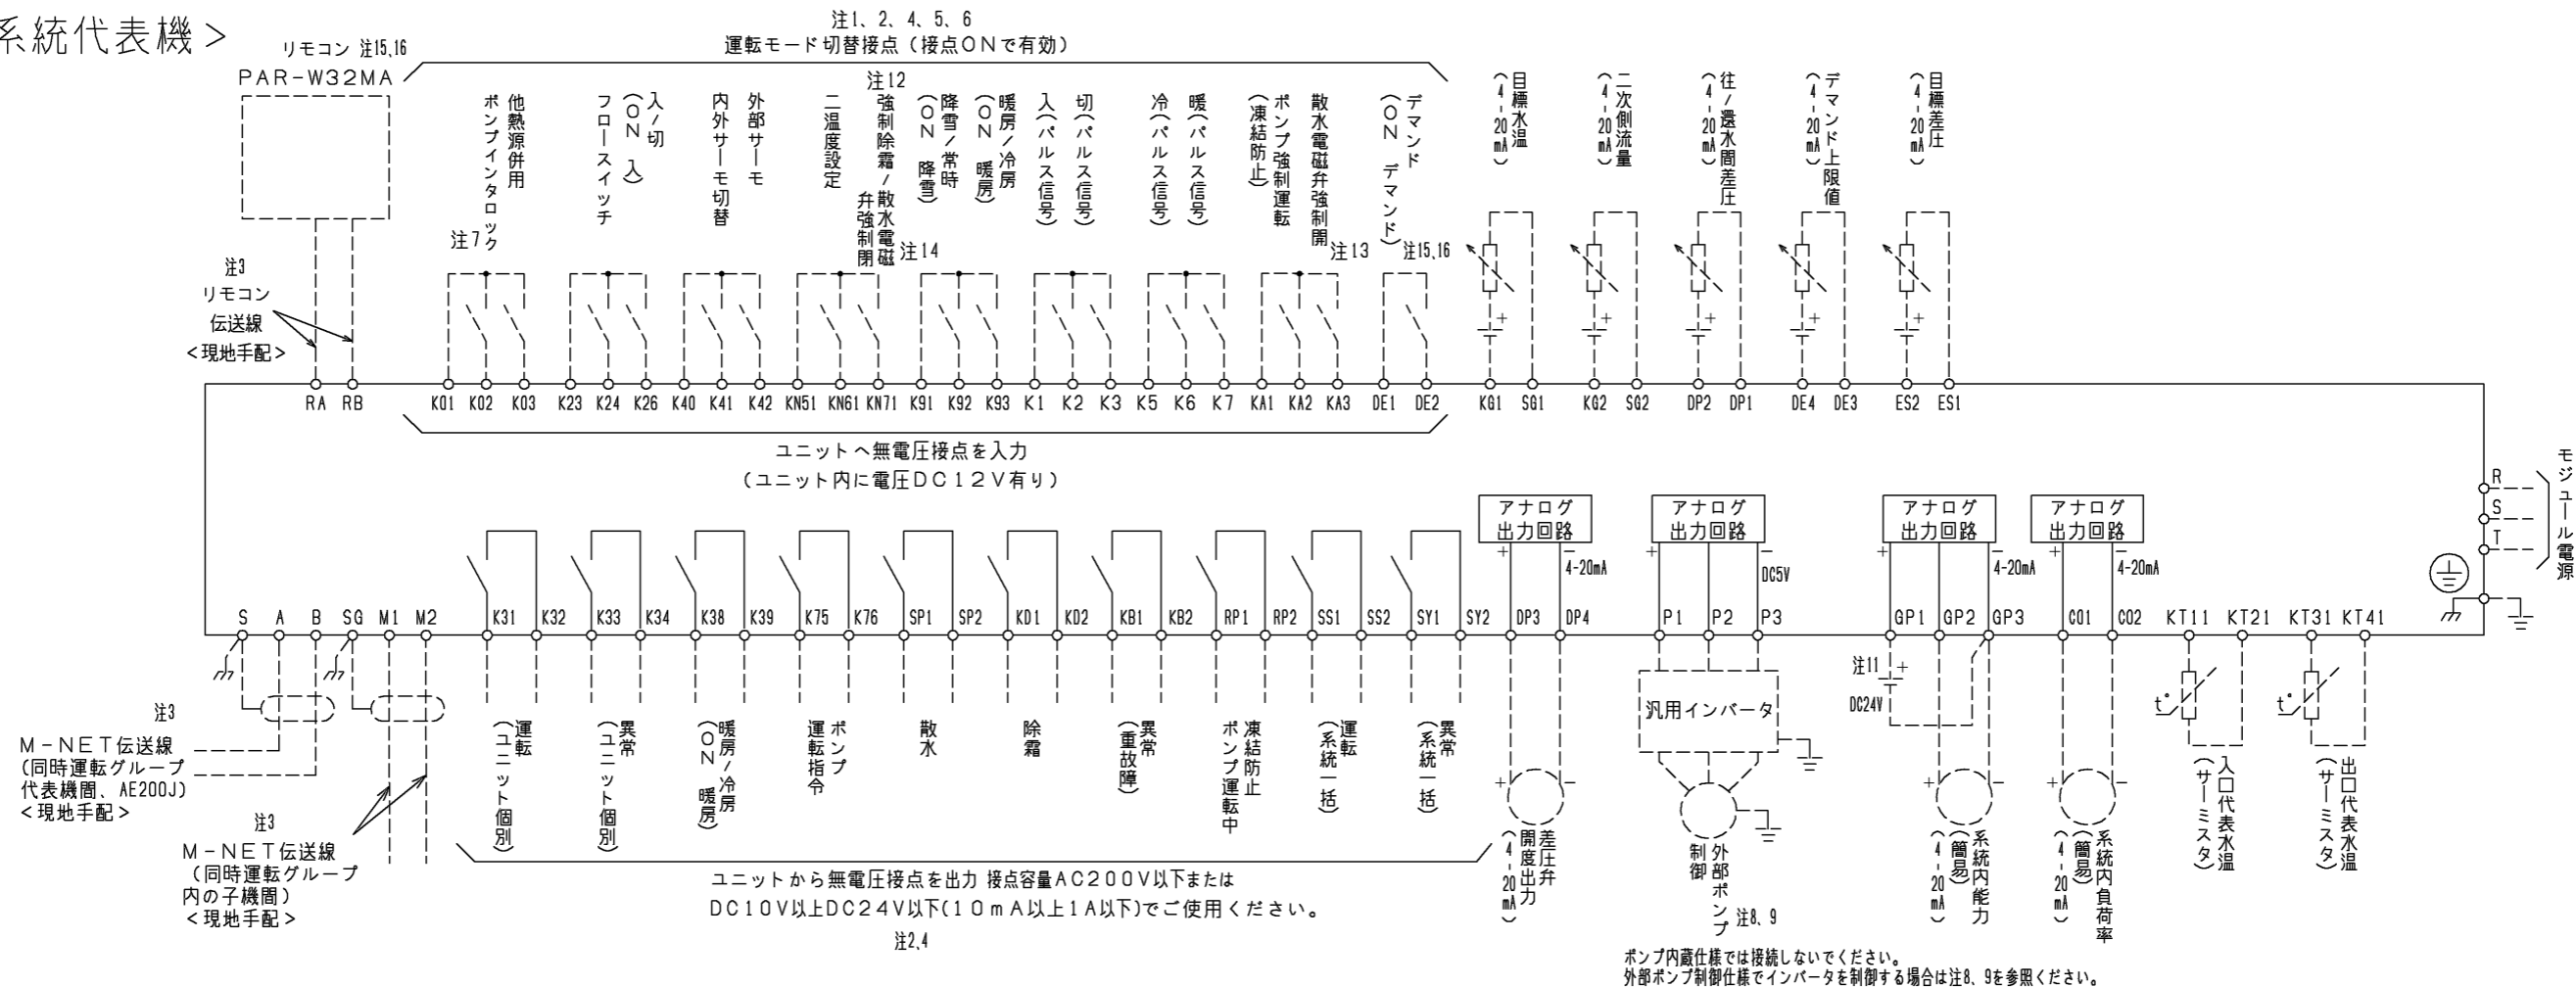 系統代表機>
リモコン 注15,16
PAR-W32MA
注1、2、4、5、6
運転モード切替接点（接点ONで有効）
他熱源併用
ポンプインタロック
注7
入/切
(ON 入)
フロースイッチ
外部サーモ
内外サーモ切替
注12
強制除霜/散水電磁
弁強制閉
二温度設定
注14
暖房/冷房
(ON 暖房)
降雪/常時
(ON 降雪)
切(パルス信号)
入(パルス信号)
暖(パルス信号)
冷(パルス信号)
散水電磁弁強制開
ポンプ強制運転
(凍結防止)
注13
デマンド
(ON デマンド)
注15,16
目標水温
(4-20mA)
二次側流量
(4-20mA)
往/還水間差圧
(4-20mA)
デマンド上限値
(4-20mA)
目標差圧
(4-20mA)
注3
リモコン
伝送線
<現地手配>
RA RB K01 K02 K03 K23 K24 K26 K40 K41 K42 KN51 KN61 KN71 K91 K92 K93 K1 K2 K3 K5 K6 K7 KA1 KA2 KA3 DE1 DE2 KG1 SG1 KG2 SG2 DP2 DP1 DE4 DE3 ES2 ES1
+ + + + +
ユニットへ無電圧接点を入力
（ユニット内に電圧DC12V有り）
モジュール電源
R
S
T
アナログ
出力回路
+ − 4-20mA
アナログ
出力回路
+ − DC5V
アナログ
出力回路
+ − 4-20mA
アナログ
出力回路
+ − 4-20mA
S A B SG M1 M2 K31 K32 K33 K34 K38 K39 K75 K76 SP1 SP2 KD1 KD2 KB1 KB2 RP1 RP2 SS1 SS2 SY1 SY2 DP3 DP4 P1 P2 P3 GP1 GP2 GP3 CO1 CO2 KT11 KT21 KT31 KT41
注3
M-NET伝送線
(同時運転グループ
代表機間、AE200J)
<現地手配>
注3
M-NET伝送線
（同時運転グループ
内の子機間）
<現地手配>
運転
(ユニット個別)
異常
(ユニット個別)
暖房/冷房
(ON 暖房)
ポンプ
運転指令
散水
除霜
異常
(重故障)
凍結防止
ポンプ運転中
運転
(系統一括)
異常
(系統一括)
+ −
差圧弁
開度出力
(4-20mA)
汎用インバータ
外部ポンプ
制御
注8、9
注11 +
DC24V
+ −
系統内能力
(簡易)
(4-20mA)
+ −
系統内負荷率
(簡易)
(4-20mA)
t°
入口代表水温
(サーミスタ)
t°
出口代表水温
(サーミスタ)
ユニットから無電圧接点を出力 接点容量AC200V以下または
DC10V以上DC24V以下(10mA以上1A以下)でご使用ください。
注2,4
ポンプ内蔵仕様では接続しないでください。
外部ポンプ制御仕様でインバータを制御する場合は注8、9を参照ください。